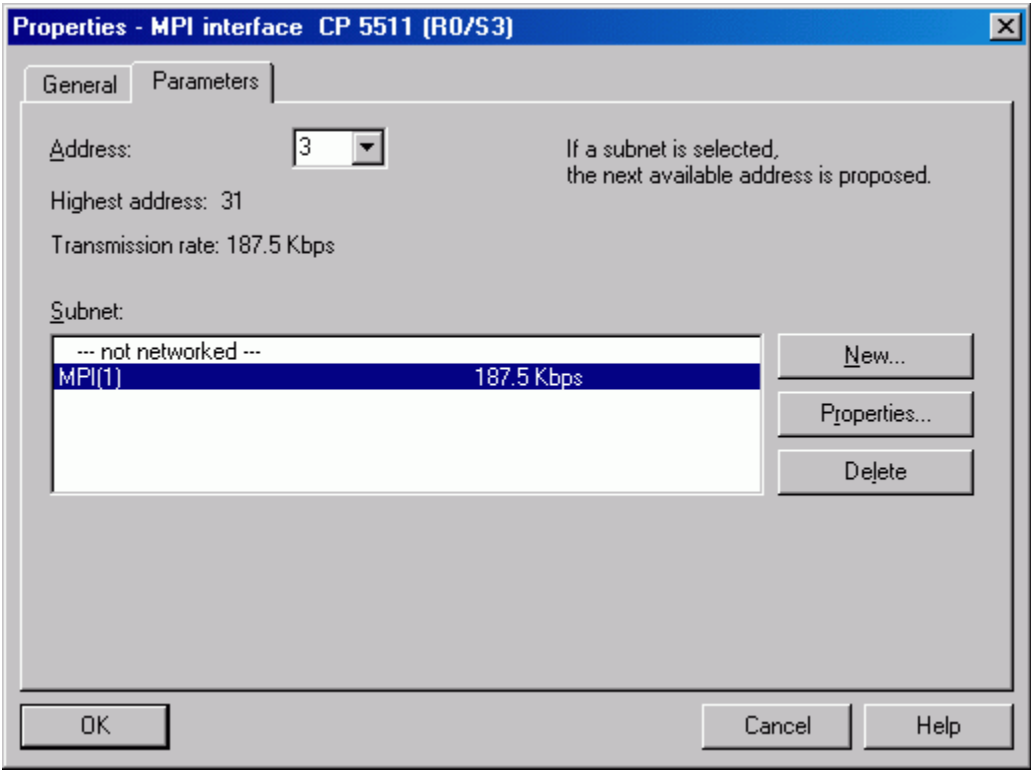 Properties - MPI interface CP 5511 (R0/S3)
General
Parameters
Address:
3
If a subnet is selected,
the next available address is proposed.
Highest address: 31
Transmission rate: 187.5 Kbps
Subnet:
--- not networked ---
MPI(1) 187.5 Kbps
New...
Properties...
Delete
OK
Cancel
Help